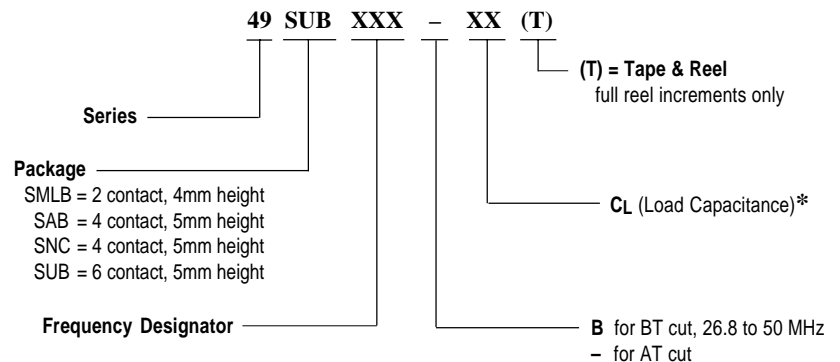 49 SUB XXX – XX (T)
(T) = Tape & Reel
full reel increments only
Series
Package
SMLB = 2 contact, 4mm height
SAB = 4 contact, 5mm height
SNC = 4 contact, 5mm height
SUB = 6 contact, 5mm height
CL (Load Capacitance)*
Frequency Designator
B for BT cut, 26.8 to 50 MHz
– for AT cut